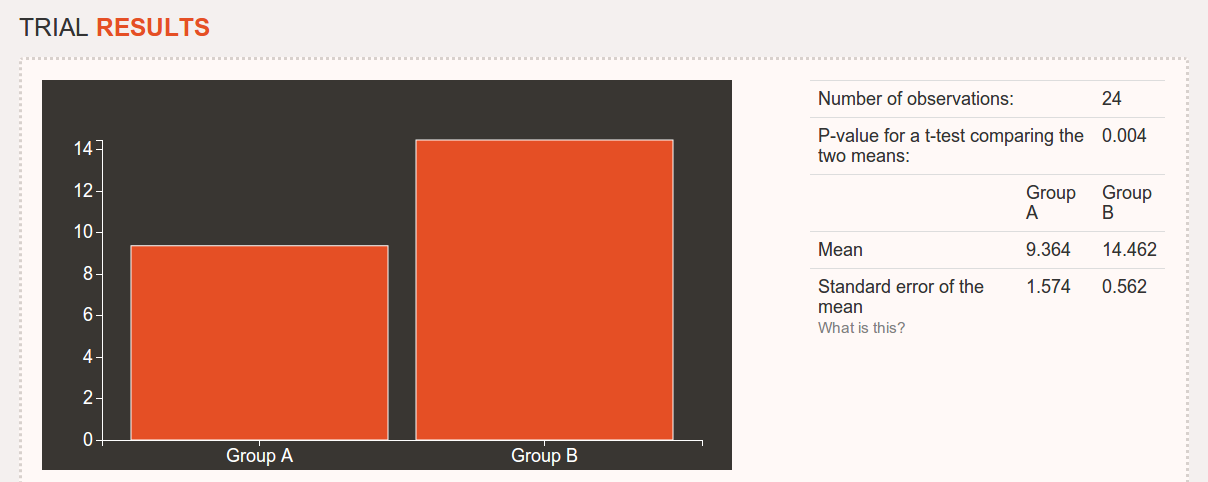 TRIAL RESULTS
14
12
10
8
6
4
2
0
Group A
Group B
Number of observations: 24
P-value for a t-test comparing the 0.004
two means:
Group Group
A B
Mean 9.364 14.462
Standard error of the 1.574 0.562
mean
What is this?